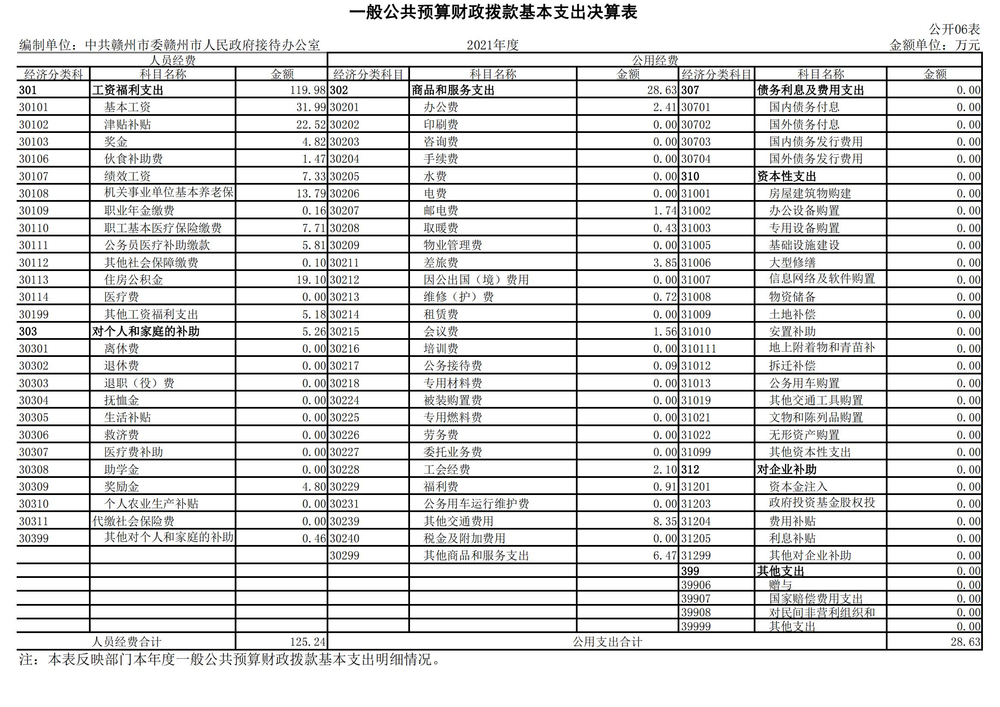 一般公共预算财政拨款基本支出决算表
公开06表
编制单位：中共赣州市委赣州市人民政府接待办公室 2021年度 金额单位：万元
人员经费 公用经费
经济分类科 科目名称 金额 经济分类科目 科目名称 金额 经济分类科目 科目名称 金额
301 工资福利支出 119.98 302 商品和服务支出 28.63 307 债务利息及费用支出 0.00
30101 基本工资 31.99 30201 办公费 2.41 30701 国内债务付息 0.00
30102 津贴补贴 22.52 30202 印刷费 0.00 30702 国外债务付息 0.00
30103 奖金 4.82 30203 咨询费 0.00 30703 国内债务发行费用 0.00
30106 伙食补助费 1.47 30204 手续费 0.00 30704 国外债务发行费用 0.00
30107 绩效工资 7.33 30205 水费 0.00 310 资本性支出 0.00
30108 机关事业单位基本养老保 13.79 30206 电费 0.00 31001 房屋建筑物购建 0.00
30109 职业年金缴费 0.16 30207 邮电费 1.74 31002 办公设备购置 0.00
30110 职工基本医疗保险缴费 7.71 30208 取暖费 0.43 31003 专用设备购置 0.00
30111 公务员医疗补助缴款 5.81 30209 物业管理费 0.00 31005 基础设施建设 0.00
30112 其他社会保障缴费 0.10 30211 差旅费 3.85 31006 大型修缮 0.00
30113 住房公积金 19.10 30212 因公出国（境）费用 0.00 31007 信息网络及软件购置 0.00
30114 医疗费 0.00 30213 维修（护）费 0.72 31008 物资储备 0.00
30199 其他工资福利支出 5.18 30214 租赁费 0.00 31009 土地补偿 0.00
303 对个人和家庭的补助 5.26 30215 会议费 1.56 31010 安置补助 0.00
30301 离休费 0.00 30216 培训费 0.00 310111 地上附着物和青苗补 0.00
30302 退休费 0.00 30217 公务接待费 0.09 31012 拆迁补偿 0.00
30303 退职（役）费 0.00 30218 专用材料费 0.00 31013 公务用车购置 0.00
30304 抚恤金 0.00 30224 被装购置费 0.00 31019 其他交通工具购置 0.00
30305 生活补贴 0.00 30225 专用燃料费 0.00 31021 文物和陈列品购置 0.00
30306 救济费 0.00 30226 劳务费 0.00 31022 无形资产购置 0.00
30307 医疗费补助 0.00 30227 委托业务费 0.00 31099 其他资本性支出 0.00
30308 助学金 0.00 30228 工会经费 2.10 312 对企业补助 0.00
30309 奖励金 4.80 30229 福利费 0.91 31201 资本金注入 0.00
30310 个人农业生产补贴 0.00 30231 公务用车运行维护费 0.00 31203 政府投资基金股权投 0.00
30311 代缴社会保险费 0.00 30239 其他交通费用 8.35 31204 费用补贴 0.00
30399 其他对个人和家庭的补助 0.46 30240 税金及附加费用 0.00 31205 利息补贴 0.00
30299 其他商品和服务支出 6.47 31299 其他对企业补助 0.00
399 其他支出 0.00
39906 赠与 0.00
39907 国家赔偿费用支出 0.00
39908 对民间非营利组织和 0.00
39999 其他支出 0.00
人员经费合计 125.24 公用支出合计 28.63
注：本表反映部门本年度一般公共预算财政拨款基本支出明细情况。